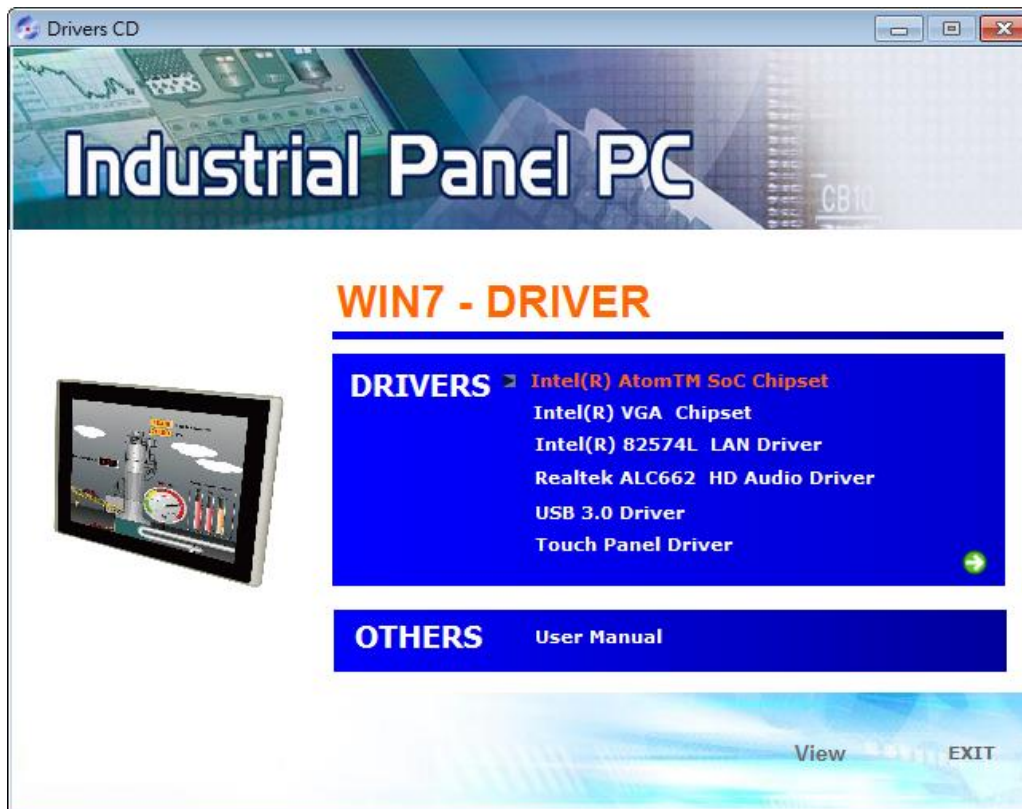 Drivers CD
Industrial Panel PC
CB10
WIN7 - DRIVER
DRIVERS
Intel(R) AtomTM SoC Chipset
Intel(R) VGA Chipset
Intel(R) 82574L LAN Driver
Realtek ALC662 HD Audio Driver
USB 3.0 Driver
Touch Panel Driver
OTHERS
User Manual
View
EXIT